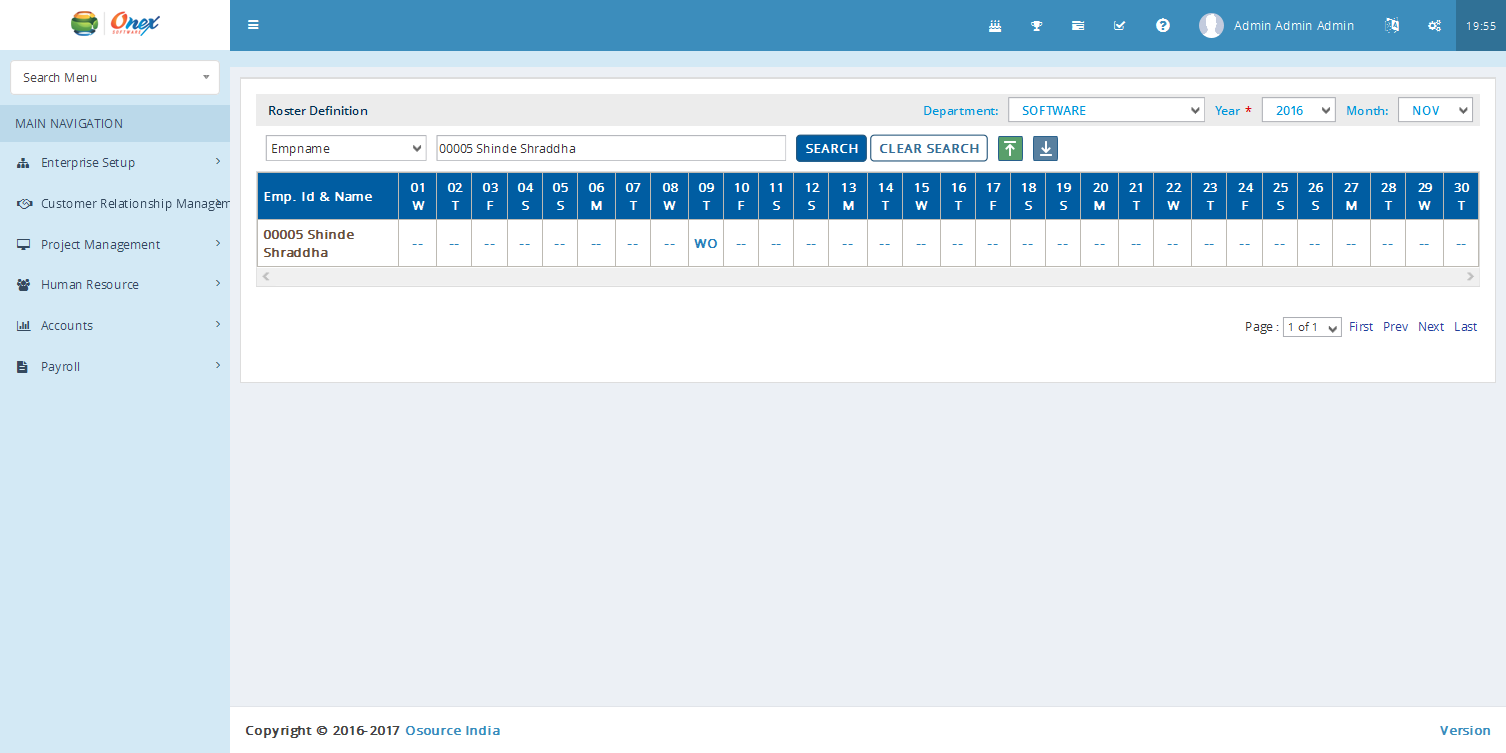 Onex
SOFTWARE
Admin Admin Admin
19:55
Search Menu
MAIN NAVIGATION
Enterprise Setup
Customer Relationship Managem
Project Management
Human Resource
Accounts
Payroll
Roster Definition
Department: SOFTWARE Year * 2016 Month: NOV
Empname 00005 Shinde Shraddha SEARCH CLEAR SEARCH
Emp. Id & Name 01 02 03 04 05 06 07 08 09 10 11 12 13 14 15 16 17 18 19 20 21 22 23 24 25 26 27 28 29 30
W T F S S M T W T F S S M T W T F S S M T W T F S S M T W T
00005 Shinde
Shraddha -- -- -- -- -- -- -- -- WO -- -- -- -- -- -- -- -- -- -- -- -- -- -- -- -- -- -- -- -- --
Page : 1 of 1 First Prev Next Last
Copyright © 2016-2017 Osource India
Version